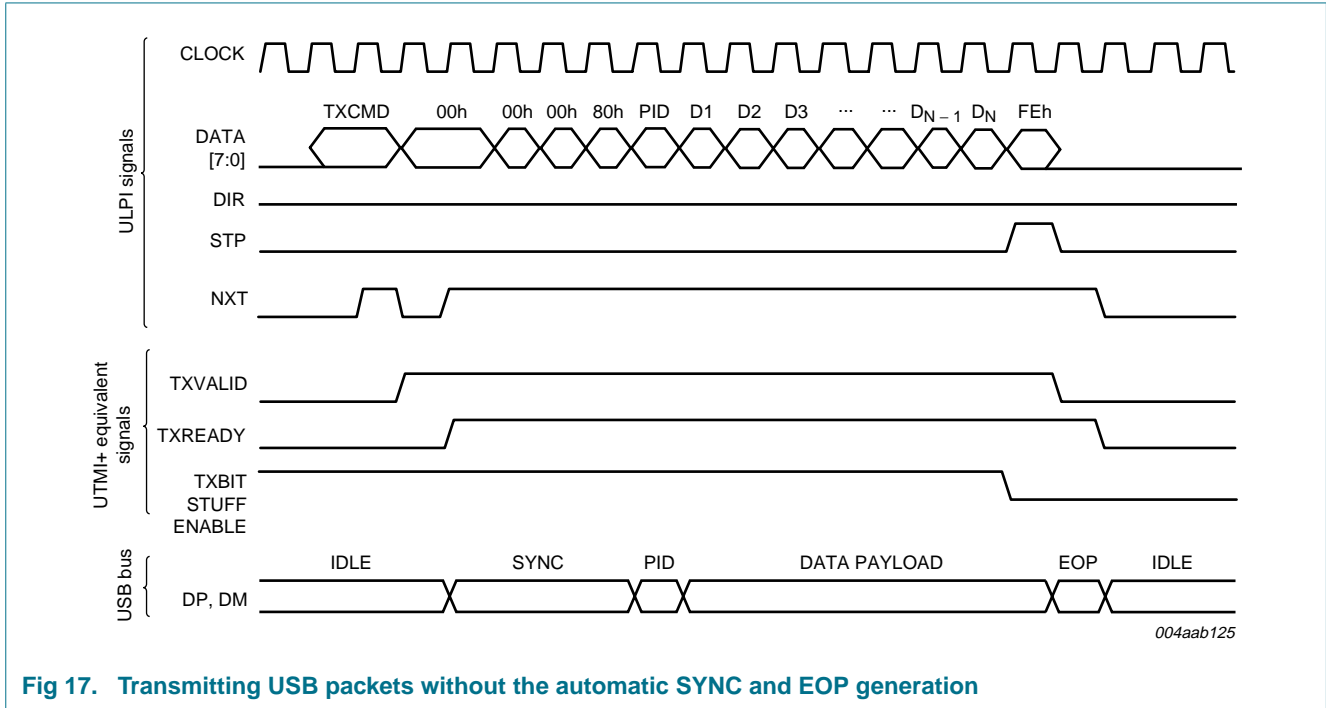 CLOCK
TXCMD 00h 00h 00h 80h PID D1 D2 D3 ... ... DN – 1 DN FEh
DATA
[7:0]
DIR
STP
NXT
ULPI signals
TXVALID
TXREADY
TXBIT
STUFF
ENABLE
UTMI+ equivalent
signals
IDLE SYNC PID DATA PAYLOAD EOP IDLE
DP, DM
USB bus
004aab125
Fig 17. Transmitting USB packets without the automatic SYNC and EOP generation